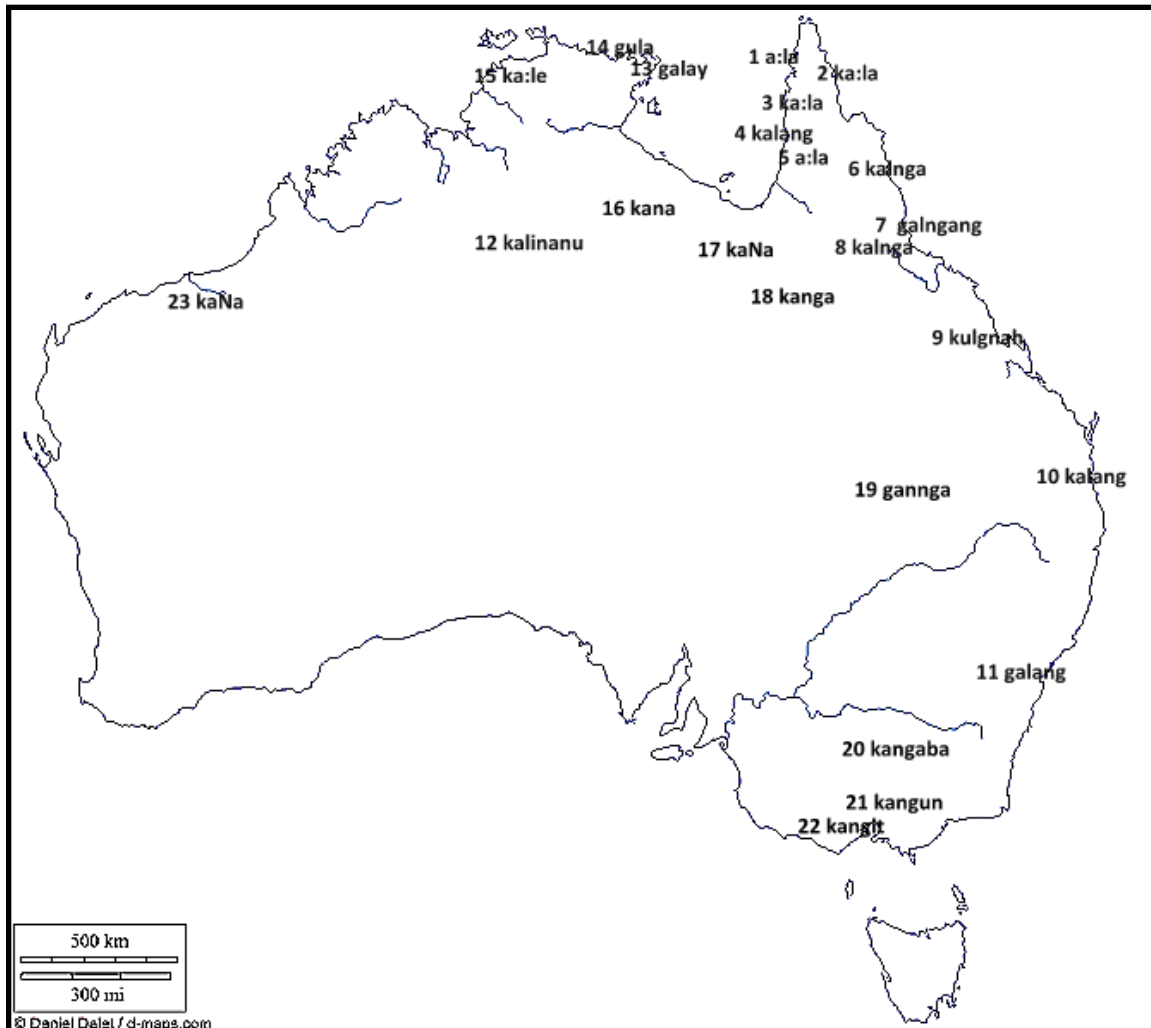 14 gula
1 a:la
13 galay
15 ka:le
2 ka:la
3 ka:la
4 kalang
5 a:la
6 kalnga
16 kana
7 galngang
12 kalinanu
17 kaNa
8 kalnga
18 kanga
23 kaNa
9 kulgnah
10 kalang
19 gannga
11 galang
20 kangaba
21 kangun
22 kangit
500 km
300 mi
© Daniel Dalet / d-maps.com